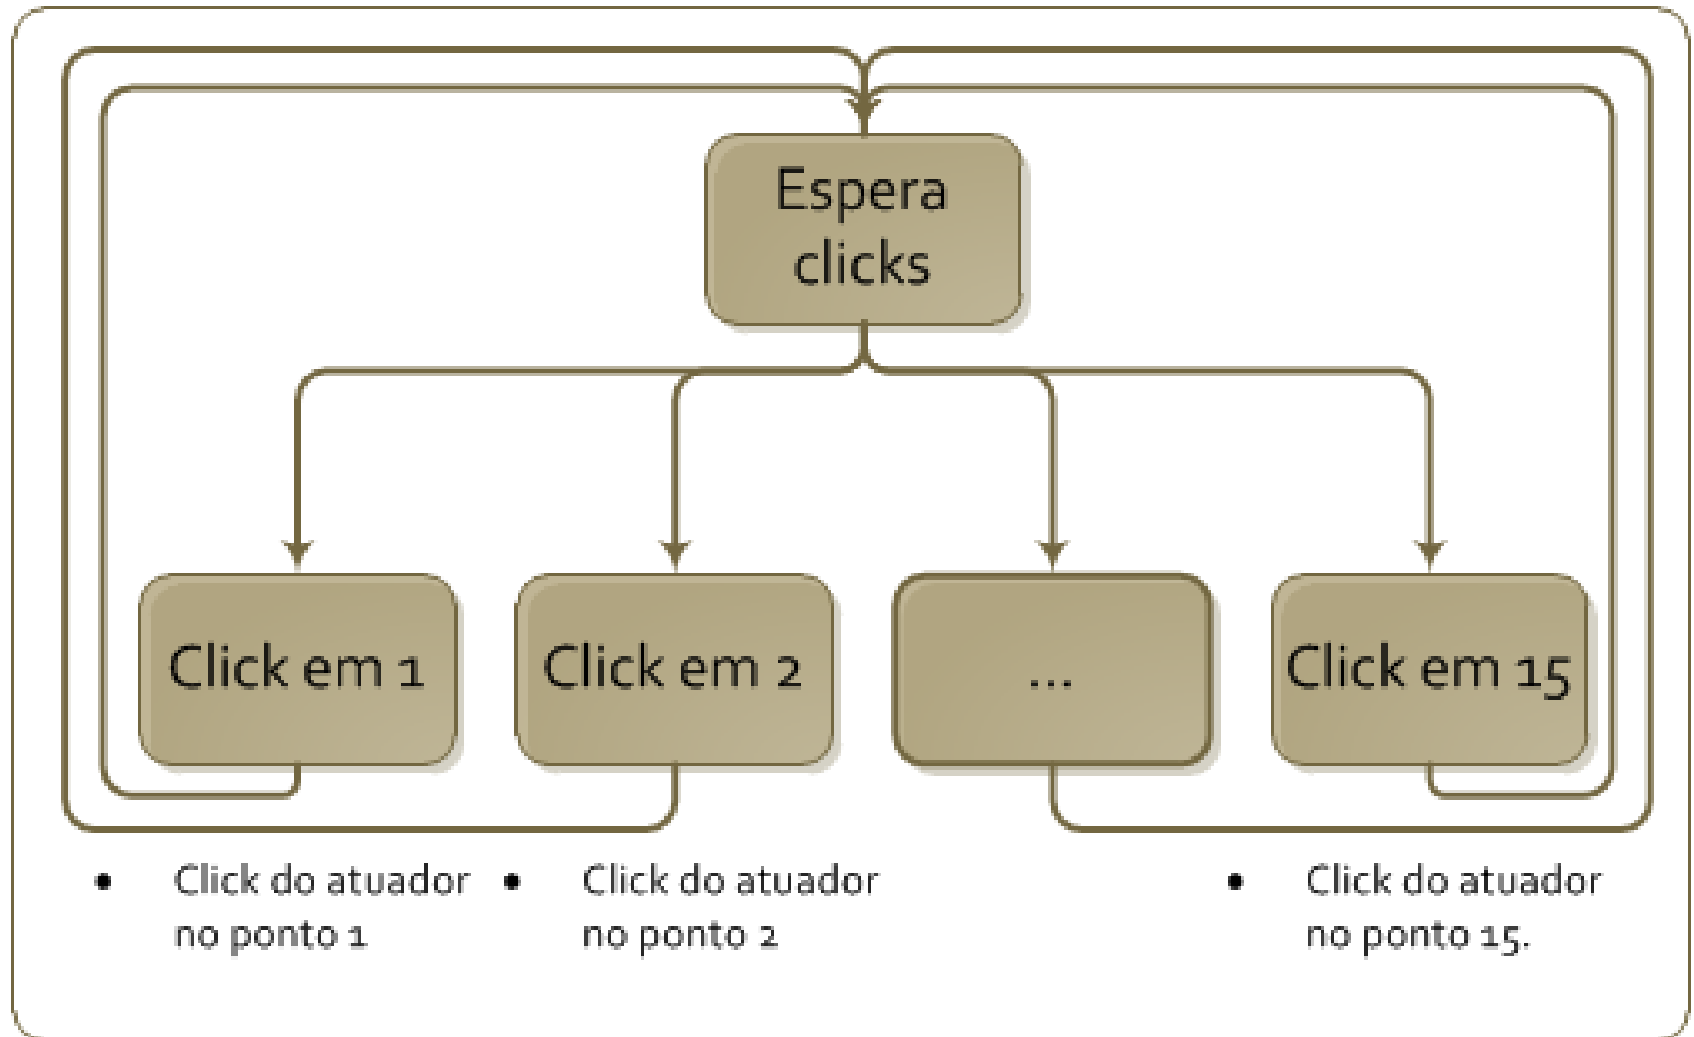 Espera
clicks
Click em 1
Click em 2
...
Click em 15
• Click do atuador
no ponto 1
• Click do atuador
no ponto 2
• Click do atuador
no ponto 15.